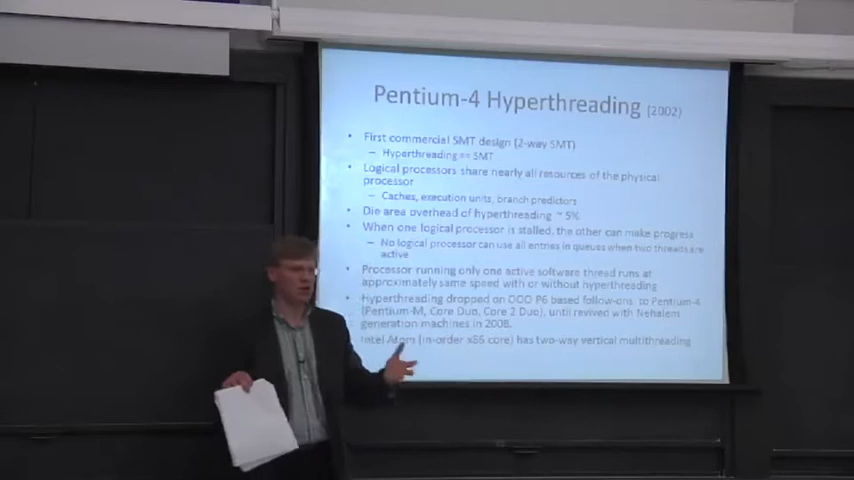 Pentium-4 Hyperthreading (2002)
• First commercial SMT design (2-way SMT)
– Hyperthreading == SMT
• Logical processors share nearly all resources of the physical
processor
– Caches, execution units, branch predictors
• Die area overhead of hyperthreading ~ 5%
• When one logical processor is stalled, the other can make progress
– No logical processor can use all entries in queues when two threads are
active
• Processor running only one active software thread runs at
approximately same speed with or without hyperthreading
• Hyperthreading dropped on OOO P6 based follow-ons to Pentium-4
(Pentium-M, Core Duo, Core 2 Duo), until revived with Nehalem
generation machines in 2008.
Intel Atom (in-order x86 core) has two-way vertical multithreading